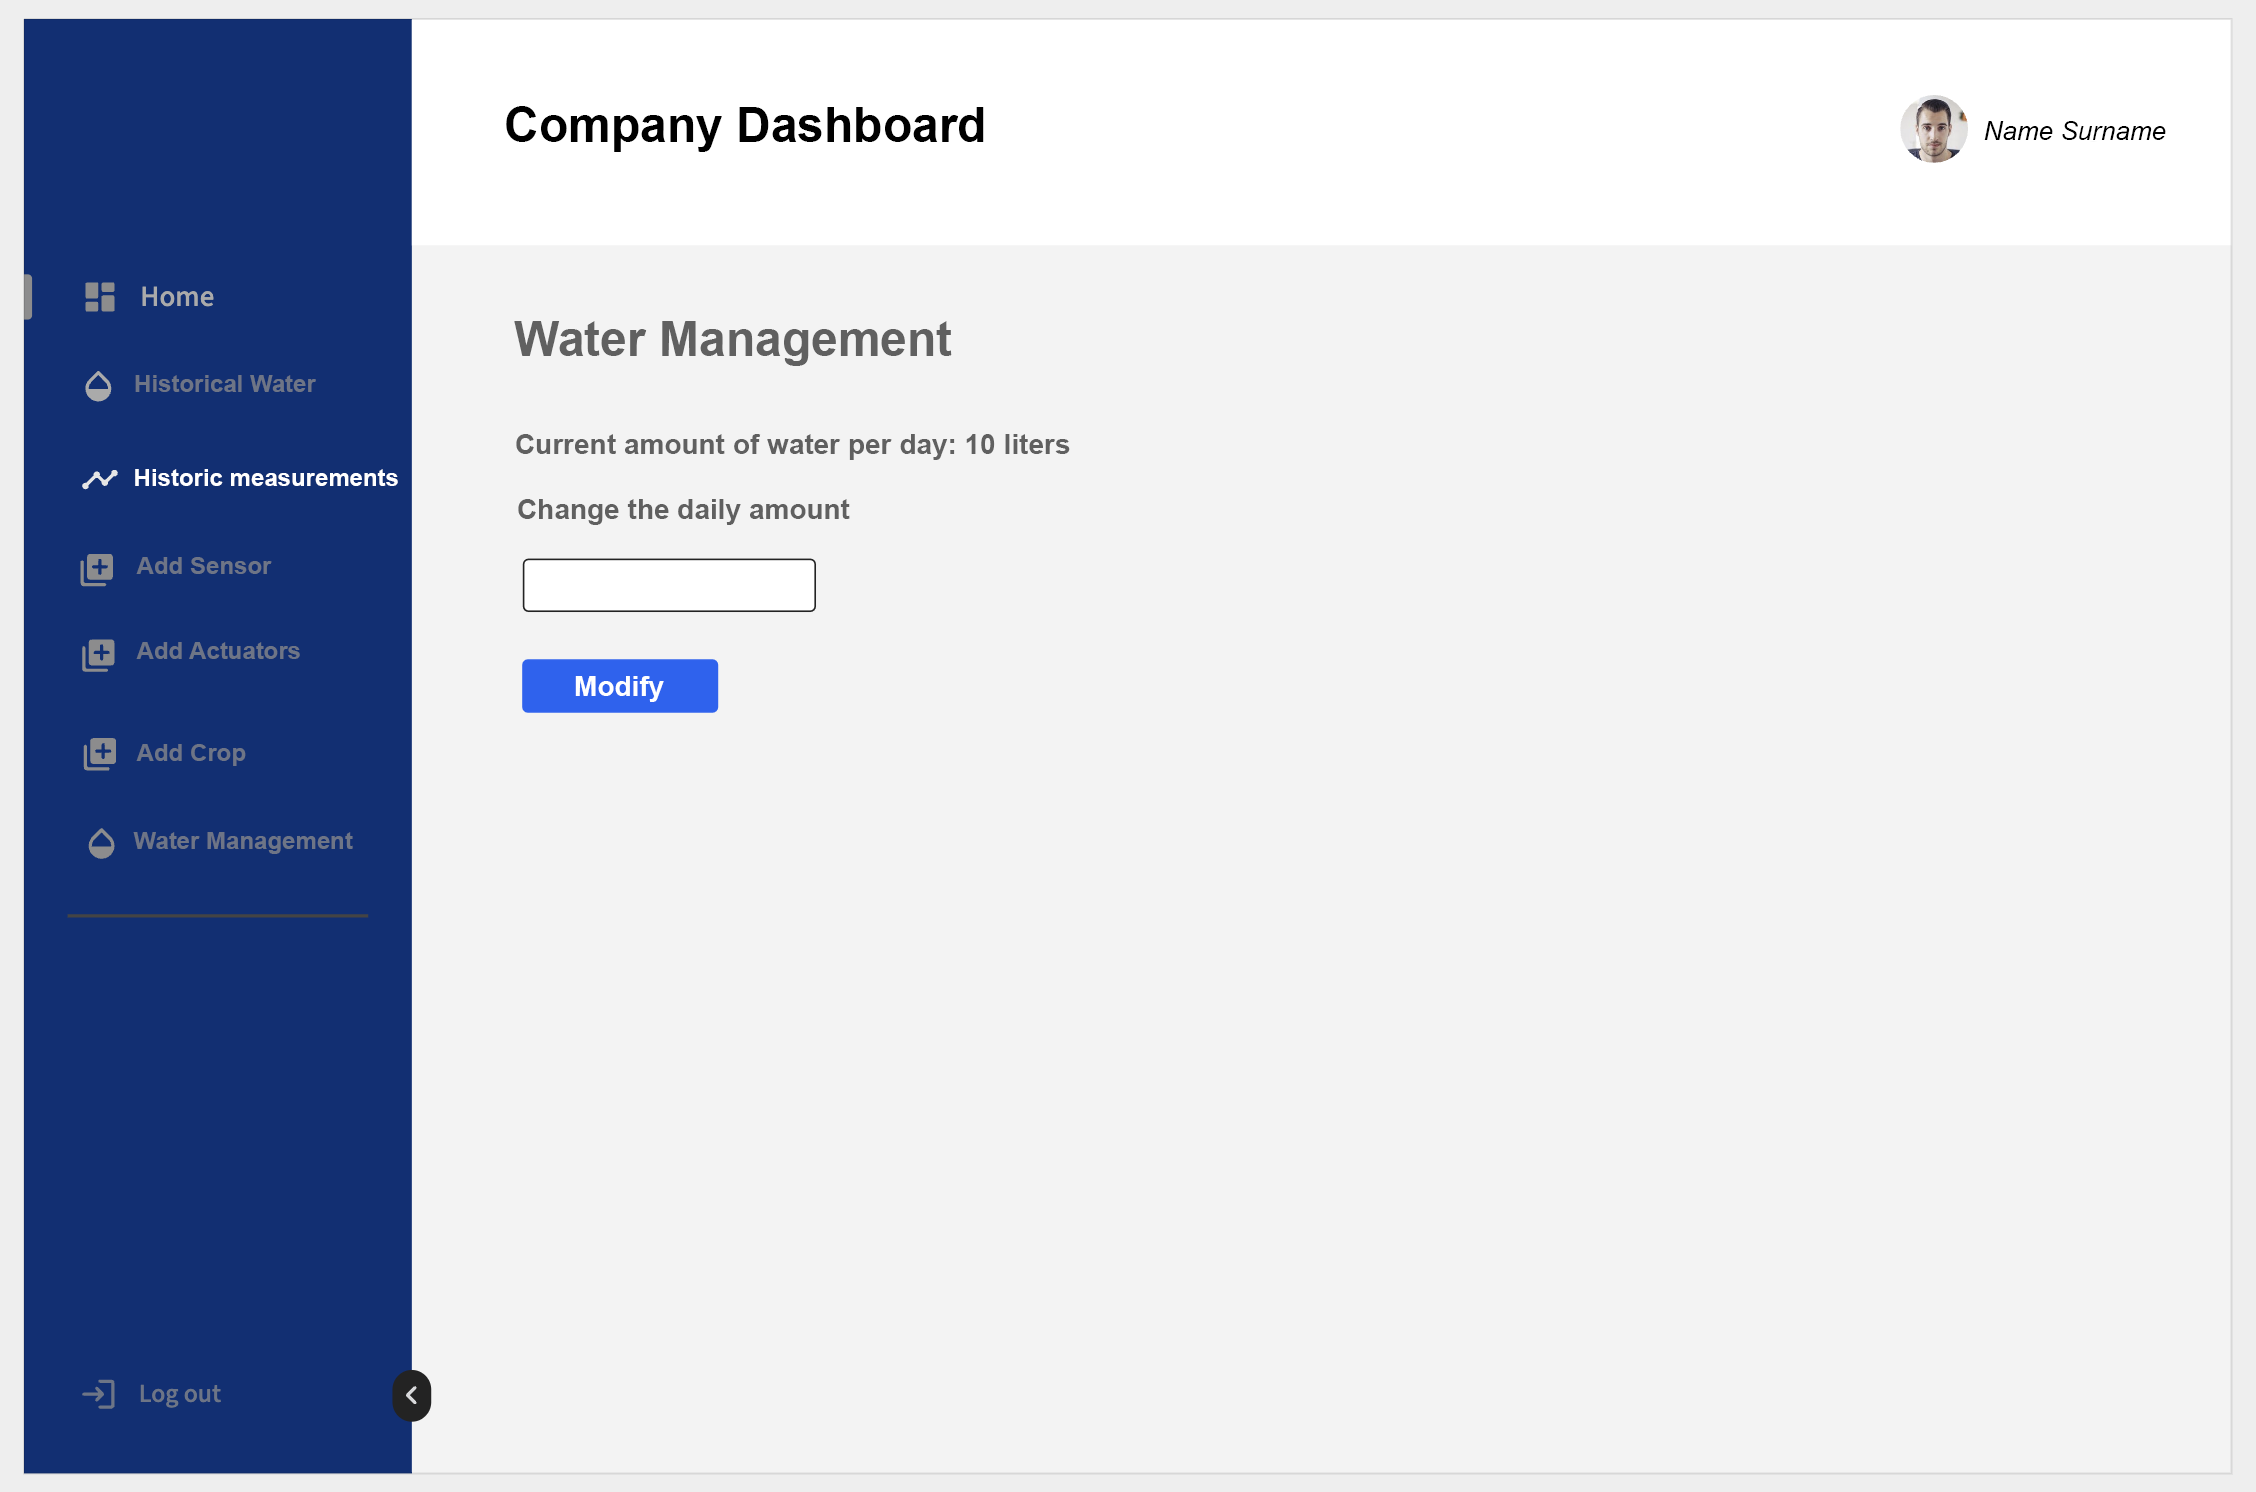 Company Dashboard
Name Surname
Home
Historical Water
Historic measurements
Add Sensor
Add Actuators
Add Crop
Water Management
Log out
Water Management
Current amount of water per day: 10 liters
Change the daily amount
Modify